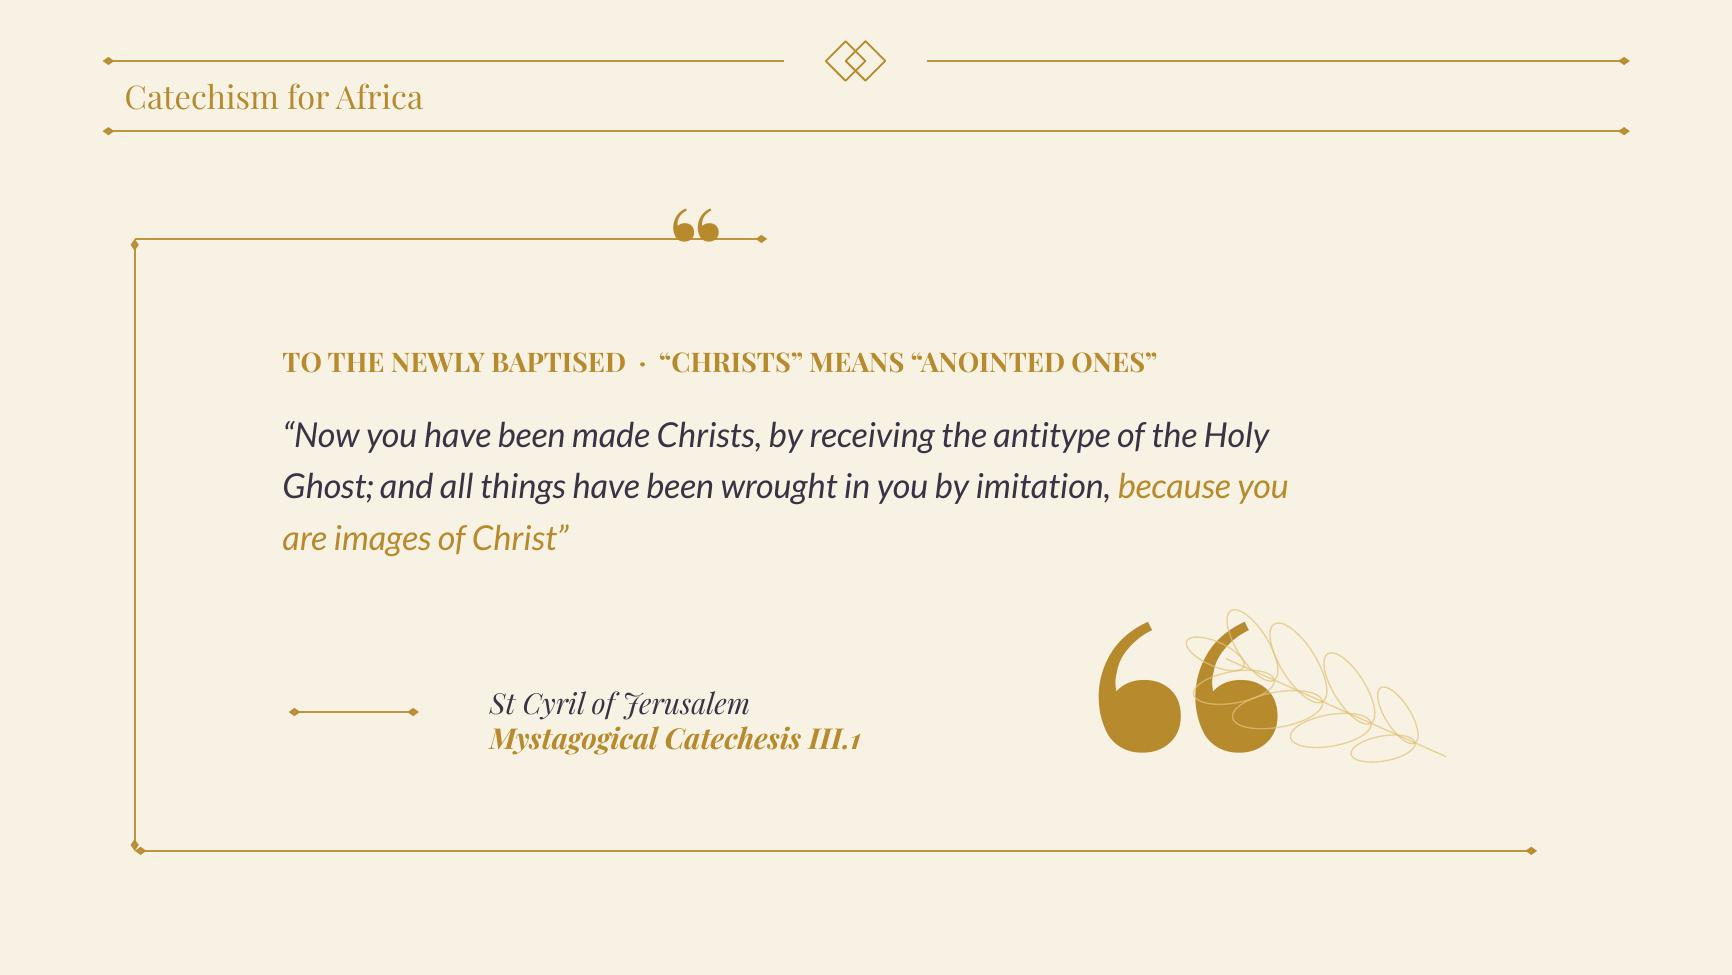 Catechism for Africa
TO THE NEWLY BAPTISED · “CHRISTS” MEANS “ANOINTED ONES”
“Now you have been made Christs, by receiving the antitype of the Holy
Ghost; and all things have been wrought in you by imitation, because you
are images of Christ”
St Cyril of Jerusalem
Mystagogical Catechesis III.1